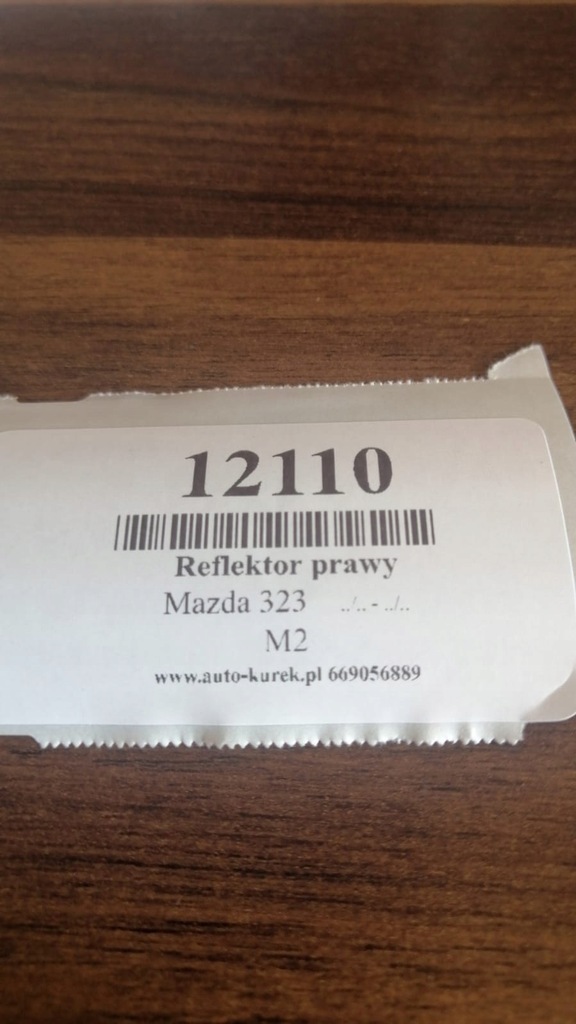 12110
Reflektor prawy
Mazda 323 ../.. - ../..
M2
www.auto-kurek.pl 669056889